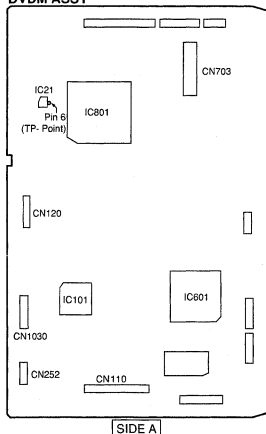 DVDM ASSY
CN703
IC21
IC801
Pin 6
(TP- Point)
CN120
IC101
IC601
CN1030
CN252
CN110
SIDE A